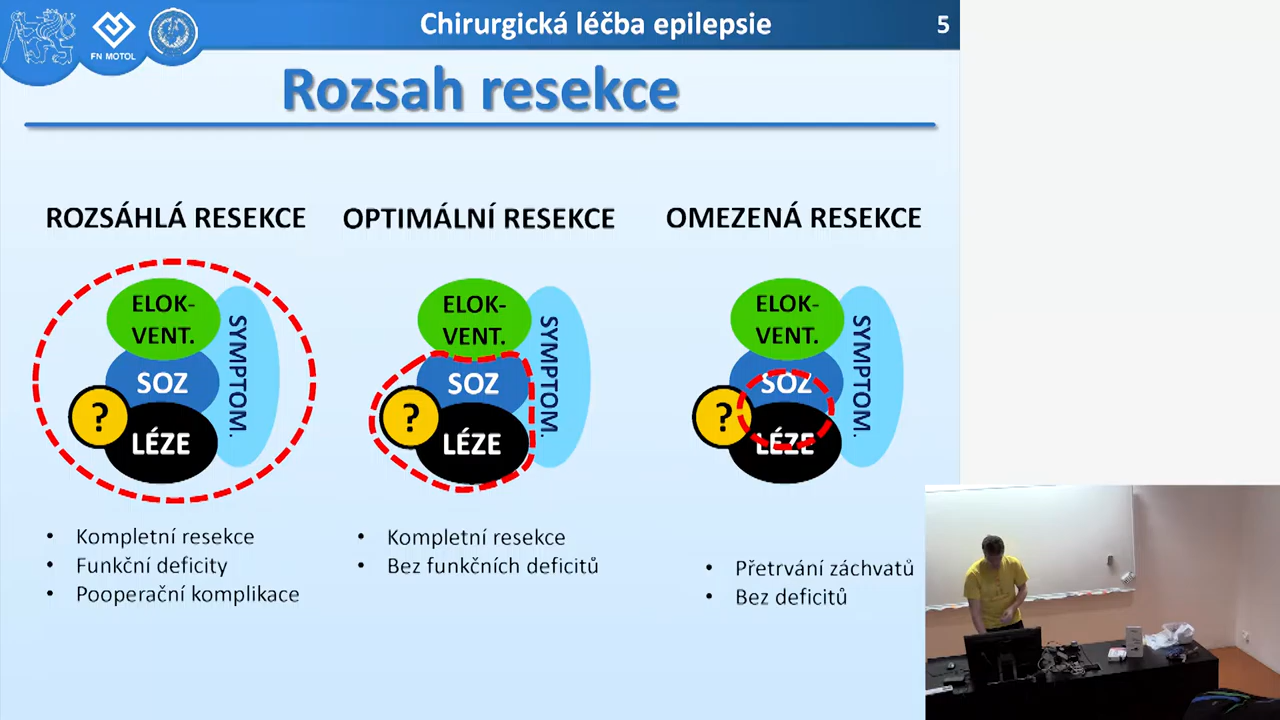 FN MOTOL
Chirurgická léčba epilepsie
5
Rozsah resekce
ROZSÁHLÁ RESEKCE
ELOK-
VENT.
SYMPTOM.
SOZ
?
LÉZE
• Kompletní resekce
• Funkční deficity
• Pooperační komplikace
OPTIMÁLNÍ RESEKCE
ELOK-
VENT.
SYMPTOM.
SOZ
?
LÉZE
• Kompletní resekce
• Bez funkčních deficitů
OMEZENÁ RESEKCE
ELOK-
VENT.
SYMPTOM.
SOZ
?
LÉZE
• Přetrvání záchvatů
• Bez deficitů